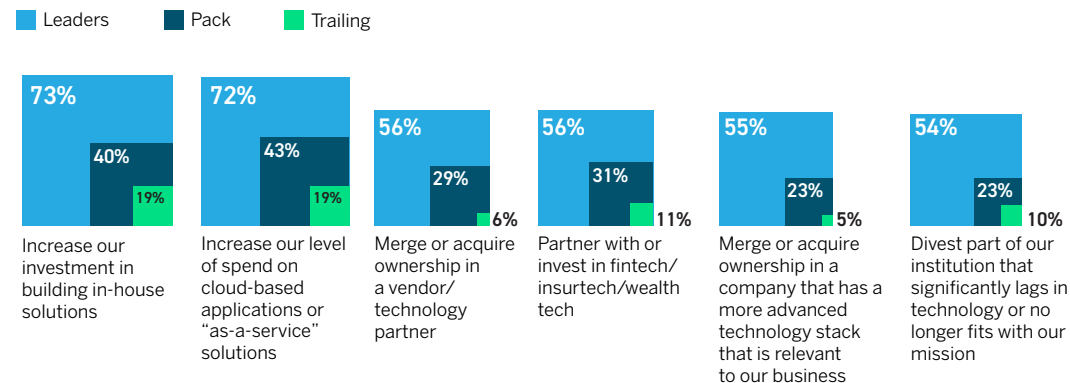 Leaders
Pack
Trailing
73%
40%
19%
Increase our
investment in
building in-house
solutions
72%
43%
19%
Increase our level
of spend on
cloud-based
applications or
“as-a-service”
solutions
56%
29%
6%
Merge or acquire
ownership in
a vendor/
technology
partner
56%
31%
11%
Partner with or
invest in fintech/
insurtech/wealth
tech
55%
23%
5%
Merge or acquire
ownership in a
company that has a
more advanced
technology stack
that is relevant
to our business
54%
23%
10%
Divest part of our
institution that
significantly lags in
technology or no
longer fits with our
mission